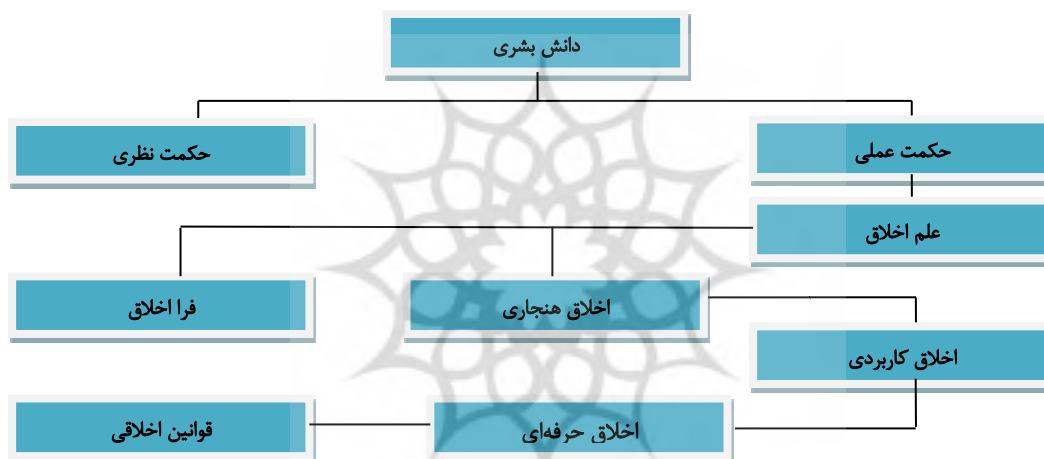 دانش بشری
حکمت عملی
حکمت نظری
علم اخلاق
اخلاق هنجاری
فرا اخلاق
اخلاق کاربردی
اخلاق حرفه‌ای
قوانین اخلاقی